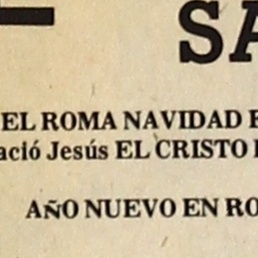 SA
EL ROMA NAVIDAD E
ació Jesús EL CRISTO
AÑO NUEVO EN RO